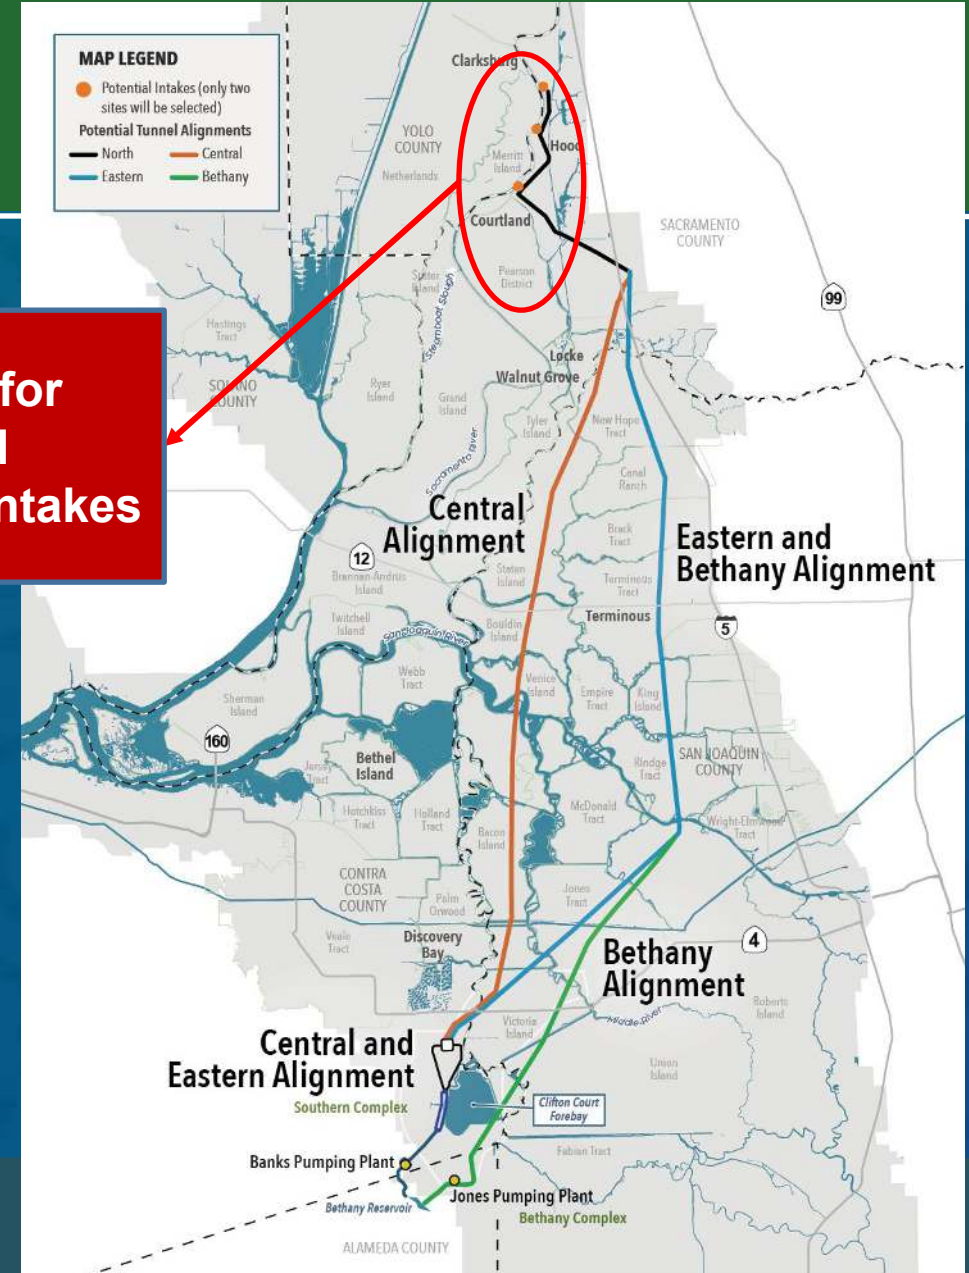 MAP LEGEND
Potential Intakes (only two
sites will be selected)
Potential Tunnel Alignments
North
Central
Eastern
Bethany
Clarksburg
YOLO
COUNTY
Netherlands
Merritt
Island
Hood
Courtland
SACRAMENTO
COUNTY
Pearson
District
Sutter
Island
Steamboat Slough
99
Hastings
Tract
for
ntakes
SOLANO
COUNTY
Ryer
Island
Grand
Island
Locke
Walnut Grove
Tyler
Island
New Hope
Tract
Sacramento River
Canal
Ranch
Central
Alignment
Brack
Tract
Eastern and
Bethany Alignment
12
Brannan-Andrus
Island
Staten
Island
Terminous
Tract
Twitchell
Island
San Joaquin River
Bouldin
Island
Terminous
5
Webb
Tract
Venice
Island
Empire
Tract
King
Island
Sherman
Island
160
Bethel
Island
Jersey
Tract
Rindge
Tract
SAN JOAQUIN
COUNTY
Hotchkiss
Tract
Holland
Tract
Bacon
Island
McDonald
Tract
Wright-Elmwood
Tract
CONTRA
COSTA
COUNTY
Palm
Orwood
Jones
Tract
Veale
Tract
Discovery
Bay
Bethany
Alignment
4
Victoria
Island
Middle River
Roberts
Island
Central and
Eastern Alignment
Southern Complex
Union
Island
Clifton Court
Forebay
Fabian Tract
Banks Pumping Plant
Jones Pumping Plant
Bethany Reservoir
Bethany Complex
ALAMEDA COUNTY